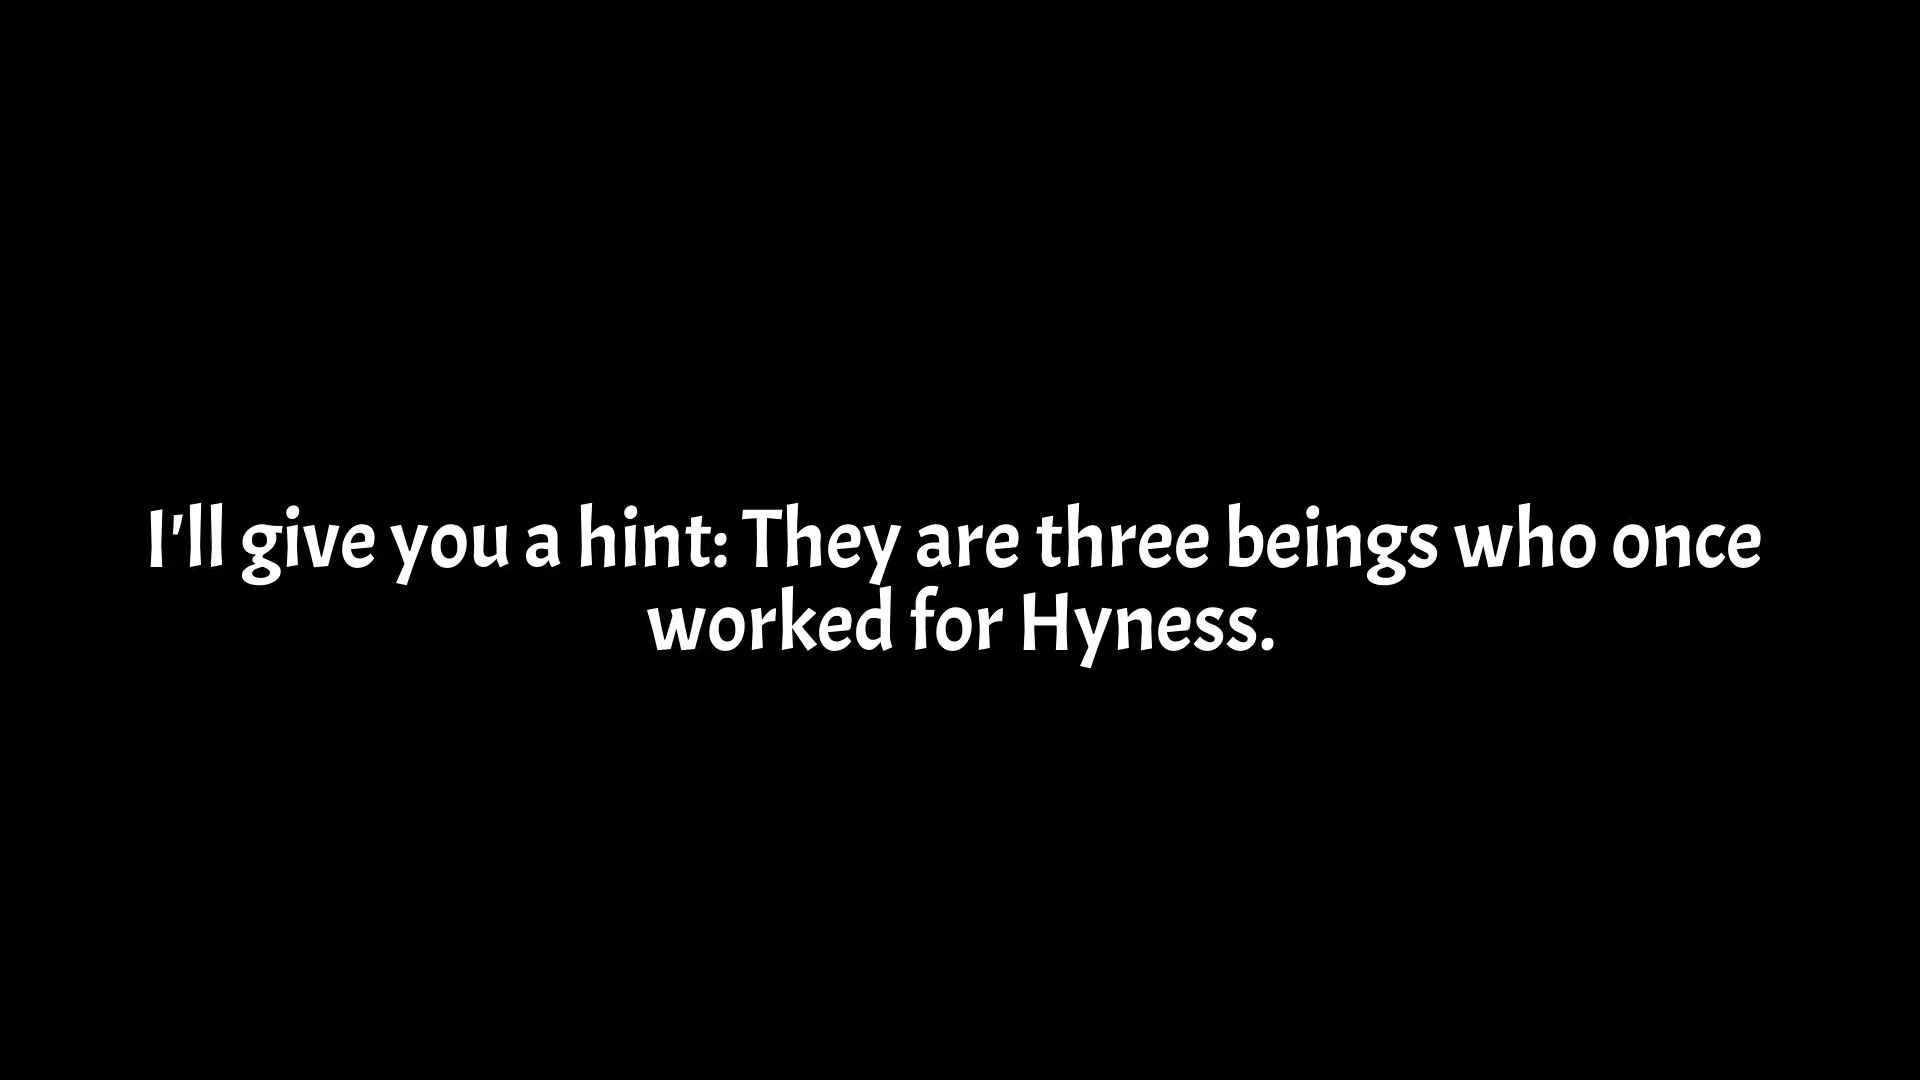 I'll give you a hint: They are three beings who once
worked for Hyness.